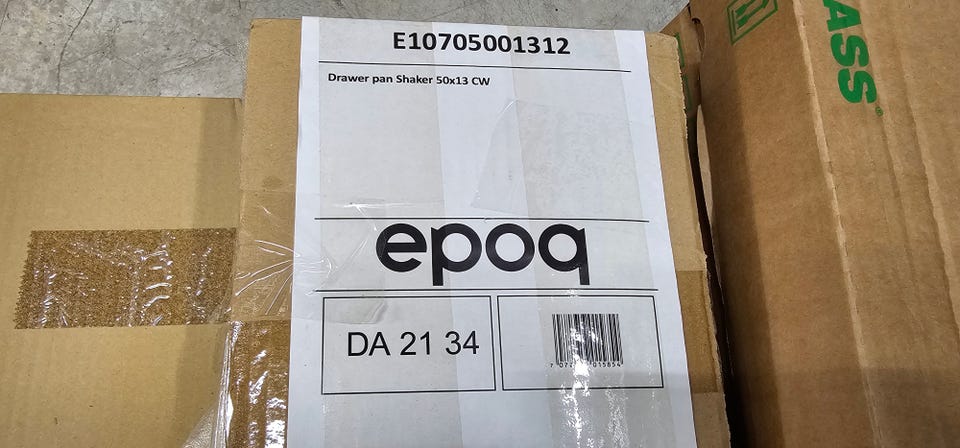 E10705001312
Drawer pan Shaker 50x13 CW
epoq
DA 21 34
ASS